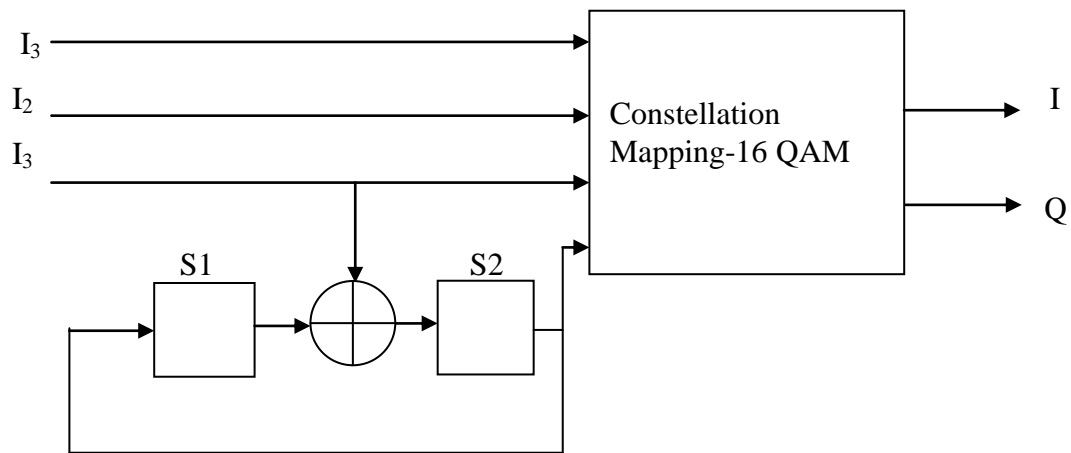 I₃
I₂
I₃
Constellation
Mapping-16 QAM
I
Q
S1
S2